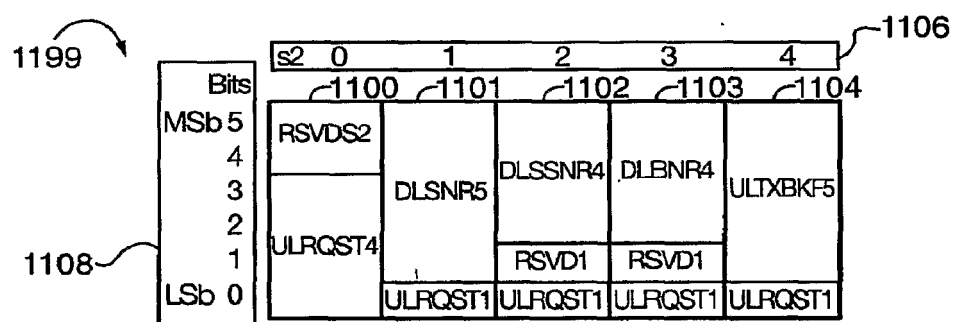 1199
1106
s2 0 1 2 3 4
Bits
1100 1101 1102 1103 1104
MSb 5
4
3
2
1
LSb 0
1108
RSVDS2
ULRQST4
DLSNR5
ULRQST1
DLSSNR4
RSVD1
ULRQST1
DLBNR4
RSVD1
ULRQST1
ULTXBKF5
ULRQST1